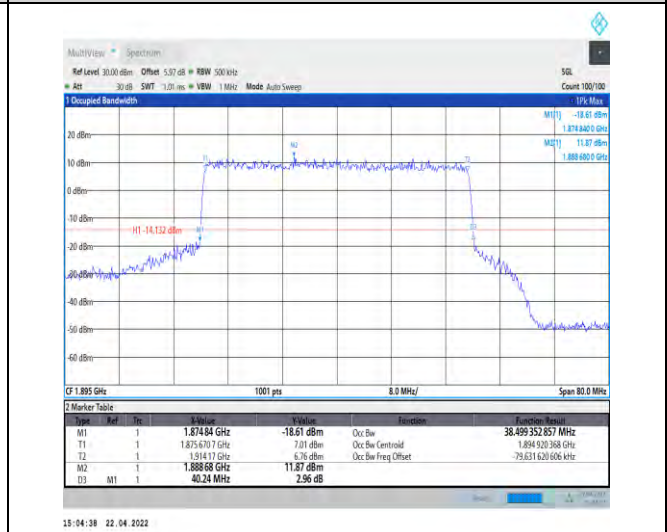 MultiView Spectrum
Ref Level 30.00 dBm Offset 5.97 dB RBW 500 kHz SGL
Att 30 dB SWT 1.01 ms VBW 1 MHz Mode Auto Sweep Count 100/100
1 Occupied Bandwidth 1Pk Max
M1[1] -18.61 dBm
1.874 840 0 GHz
M2[1] 11.87 dBm
1.888 680 0 GHz
20 dBm
M2
T1 T2
10 dBm
0 dBm
-10 dBm
H1 -14.132 dBm M1 D3
-20 dBm
-30 dBm
-40 dBm
-50 dBm
-60 dBm
CF 1.895 GHz 1001 pts 8.0 MHz/ Span 80.0 MHz
2 Marker Table
Type Ref Trc X-Value Y-Value Function Function Result
M1 1 1.874 84 GHz -18.61 dBm Occ Bw 38.499 352 857 MHz
T1 1 1.875 670 7 GHz 7.01 dBm Occ Bw Centroid 1.894 920 368 GHz
T2 1 1.914 17 GHz 6.76 dBm Occ Bw Freq Offset -79.631 620 606 kHz
M2 1 1.888 68 GHz 11.87 dBm
D3 M1 1 40.24 MHz 2.96 dB
15:04:38 22.04.2022